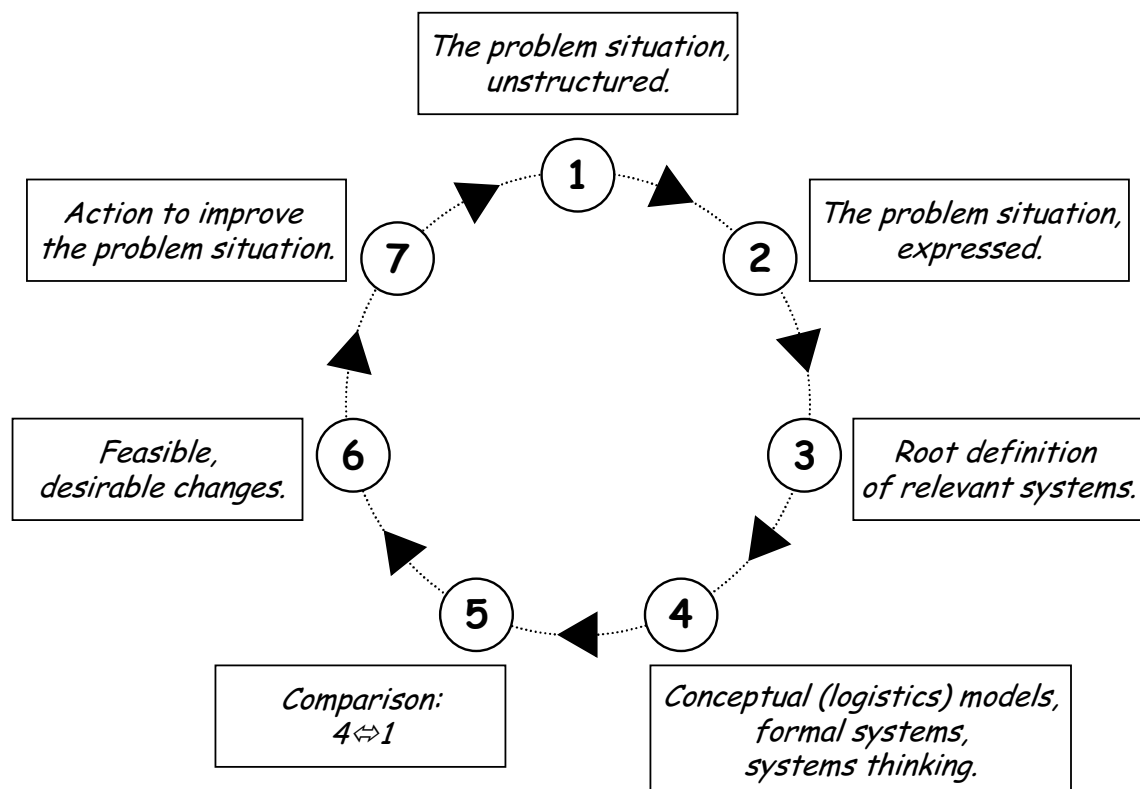 The problem situation,
unstructured.
1
2
The problem situation,
expressed.
3
Root definition
of relevant systems.
4
Conceptual (logistics) models,
formal systems,
systems thinking.
5
Comparison:
4⇔1
6
Feasible,
desirable changes.
7
Action to improve
the problem situation.